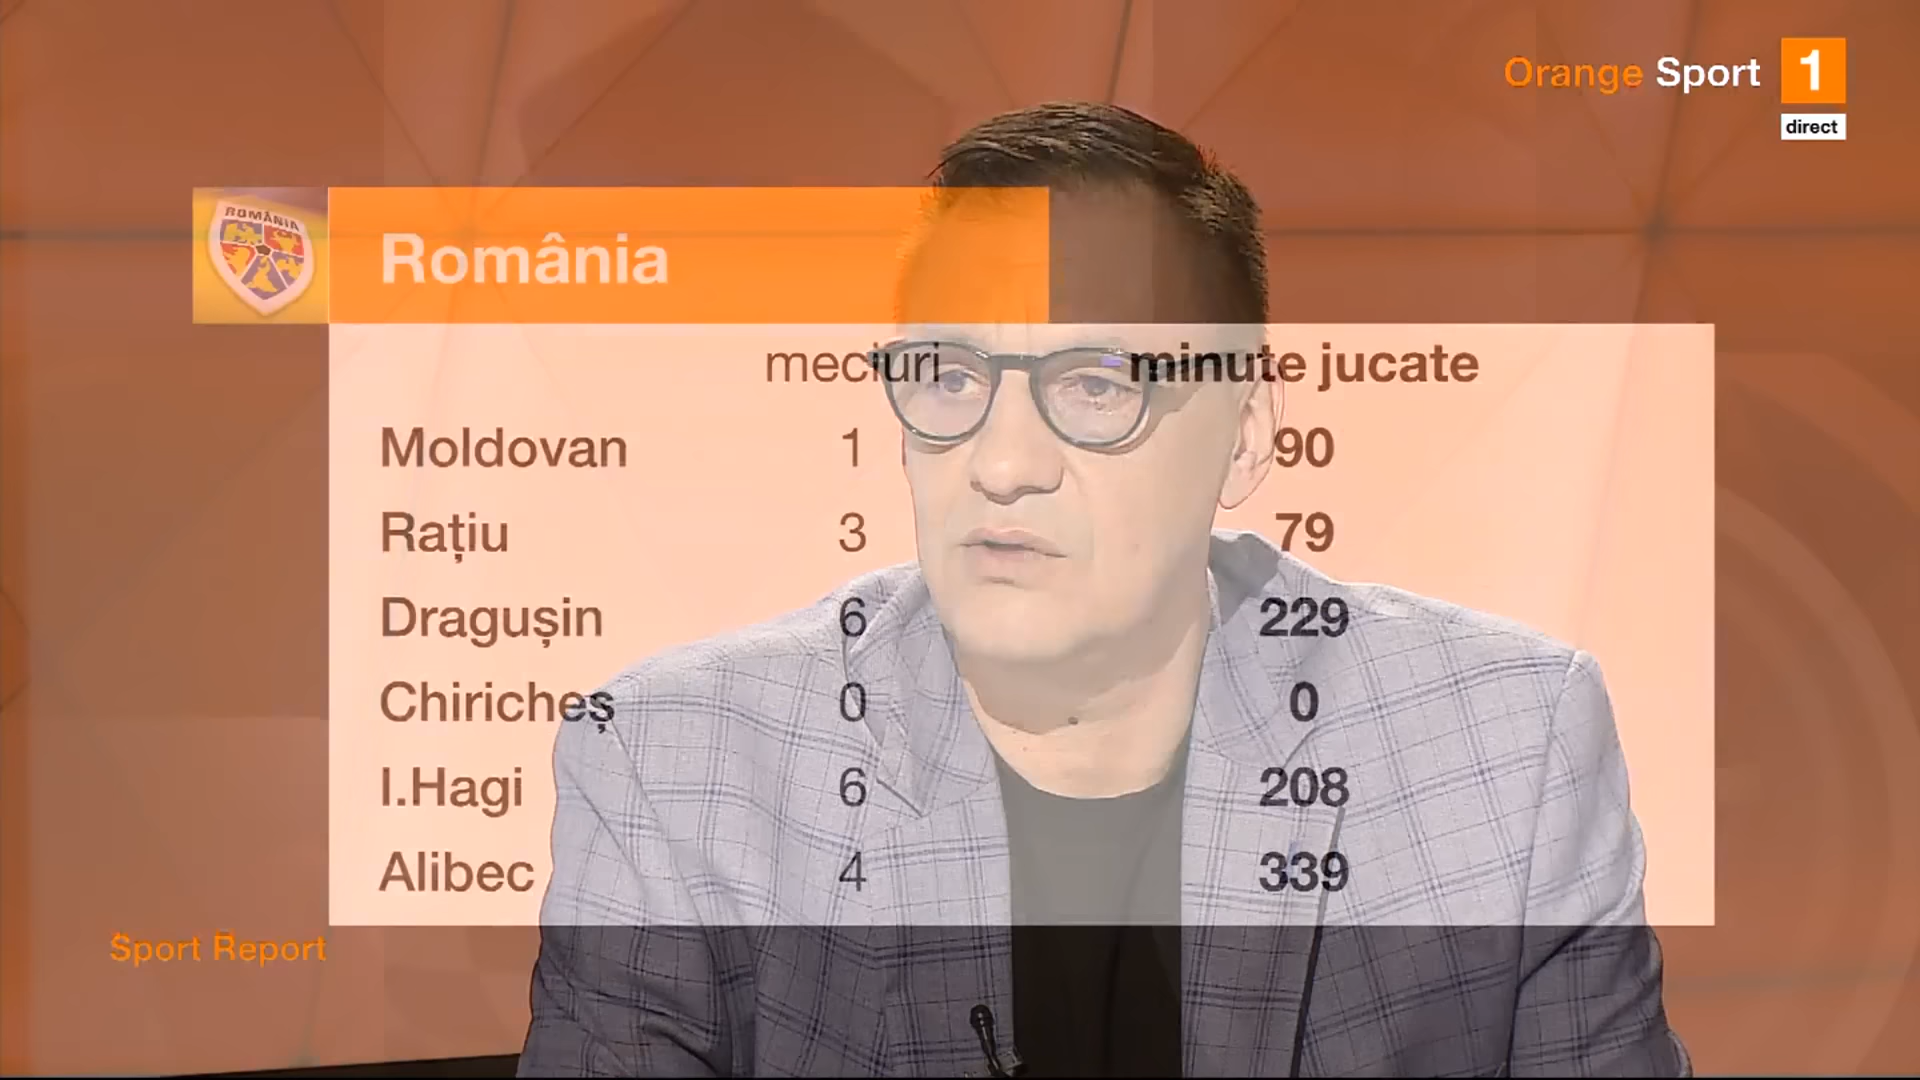 Orange Sport 1
direct
ROMÂNIA
România
meciuri minute jucate
Moldovan 1 90
Rațiu 3 79
Dragușin 6 229
Chiricheș 0 0
I.Hagi 6 208
Alibec 4 339
Sport Report